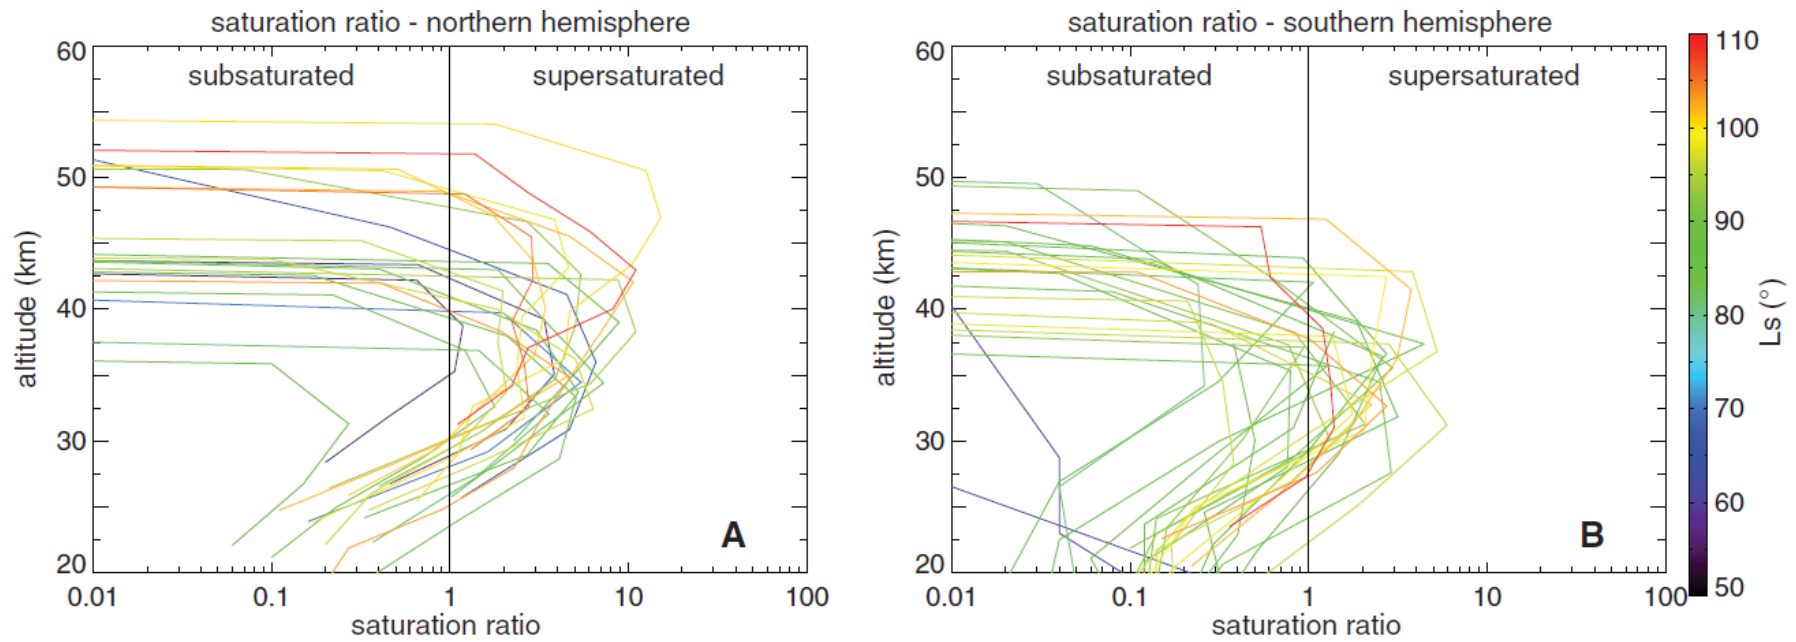 saturation ratio - northern hemisphere
60
50
40
30
20
altitude (km)
subsaturated
supersaturated
A
0.01
0.1
1
10
100
saturation ratio
saturation ratio - southern hemisphere
60
50
40
30
20
altitude (km)
subsaturated
supersaturated
B
0.01
0.1
1
10
100
saturation ratio
110
100
90
80
70
60
50
Ls (°)